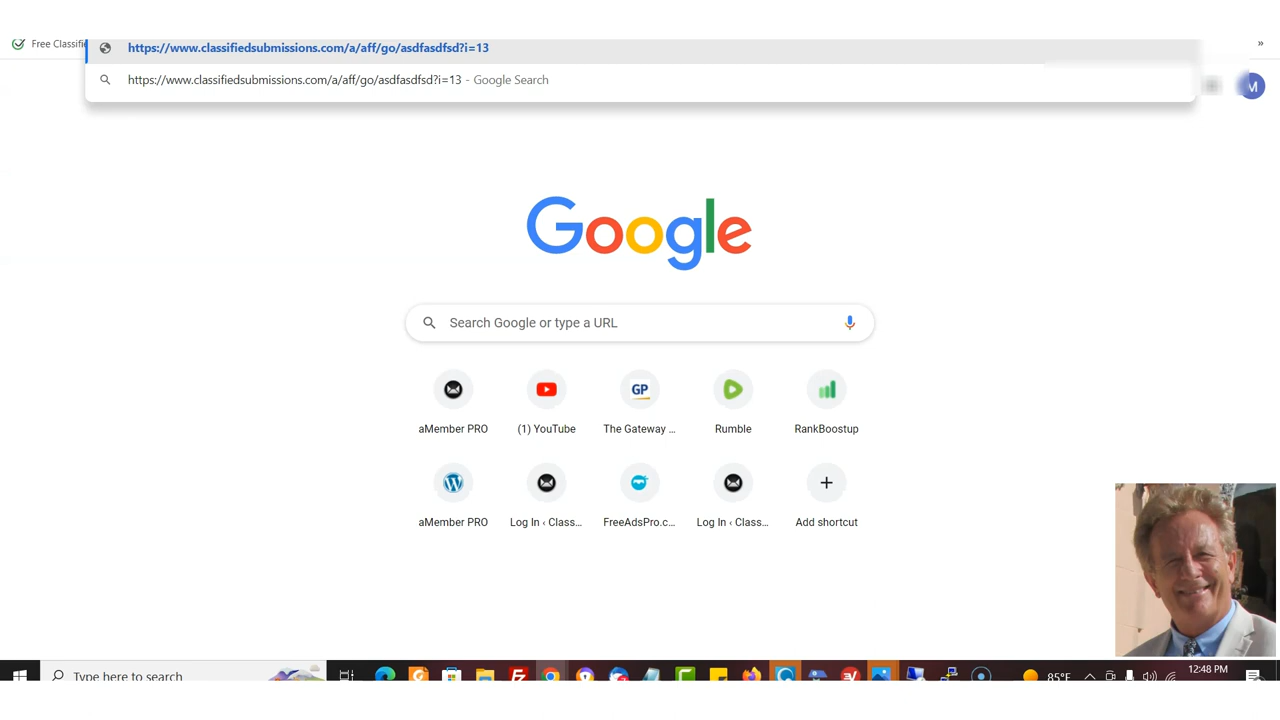 Free Classifie
https://www.classifiedsubmissions.com/a/aff/go/asdfasdfsd?i=13
»
https://www.classifiedsubmissions.com/a/aff/go/asdfasdfsd?i=13 - Google Search
M
Google
Search Google or type a URL
aMember PRO
(1) YouTube
GP
The Gateway ...
Rumble
RankBoostup
aMember PRO
Log In ‹ Class...
FreeAdsPro.c...
Log In ‹ Class...
Add shortcut
Type here to search
85°F
12:48 PM